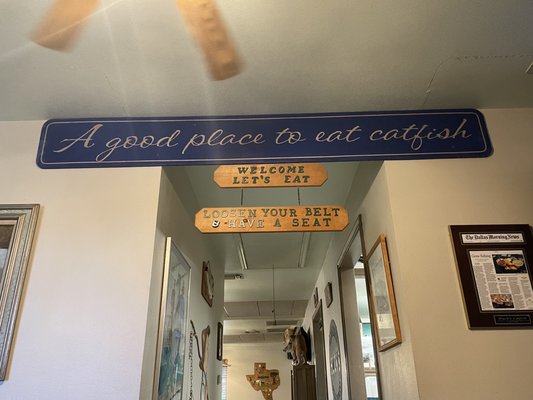 A good place to eat catfish
WELCOME
LET'S EAT
LOOSEN YOUR BELT
& HAVE A SEAT
The Dallas Morning News